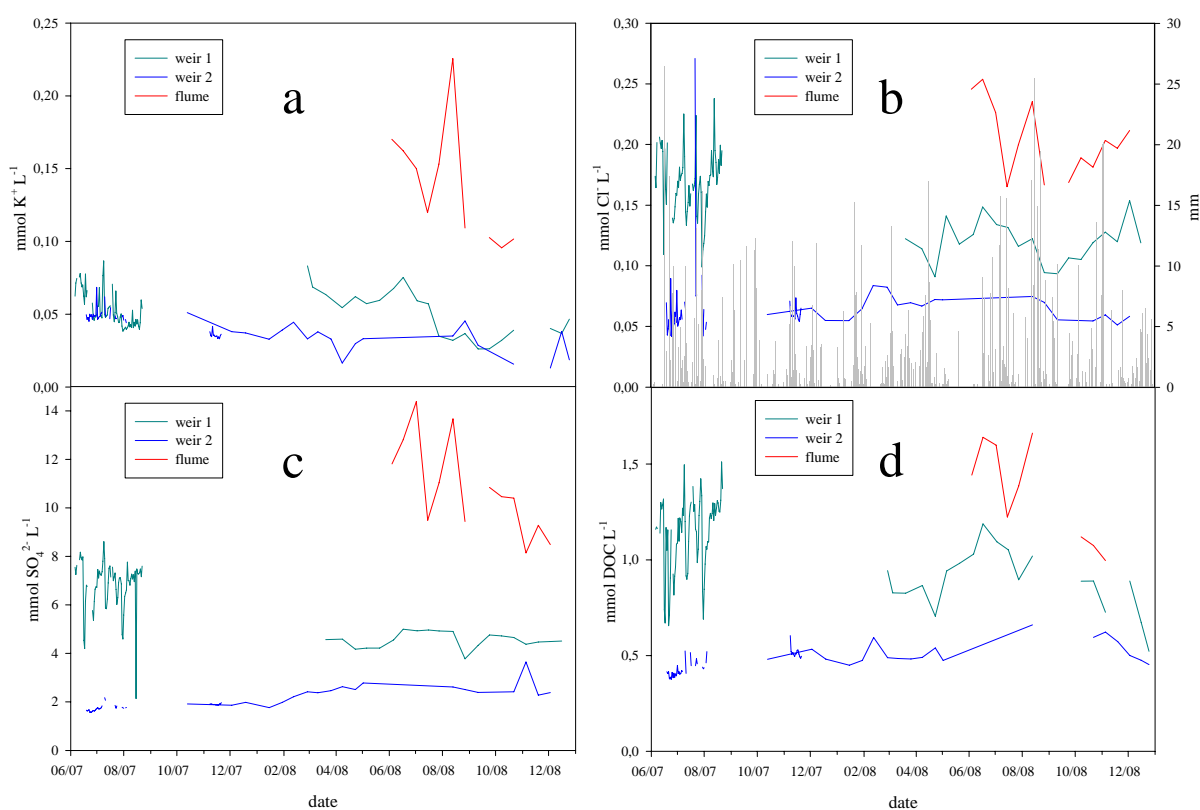 0,25
0,20
0,15
0,10
0,05
0,00
mmol K⁺ L⁻¹
weir 1
weir 2
flume
a
0,30
0,25
0,20
0,15
0,10
0,05
0,00
mmol Cl⁻ L⁻¹
weir 1
weir 2
flume
b
30
25
20
15
10
5
0
mm
14
12
10
8
6
4
2
0
mmol SO₄²⁻ L⁻¹
weir 1
weir 2
flume
c
06/07 08/07 10/07 12/07 02/08 04/08 06/08 08/08 10/08 12/08
date
1,5
1,0
0,5
0,0
mmol DOC L⁻¹
weir 1
weir 2
flume
d
06/07 08/07 10/07 12/07 02/08 04/08 06/08 08/08 10/08 12/08
date